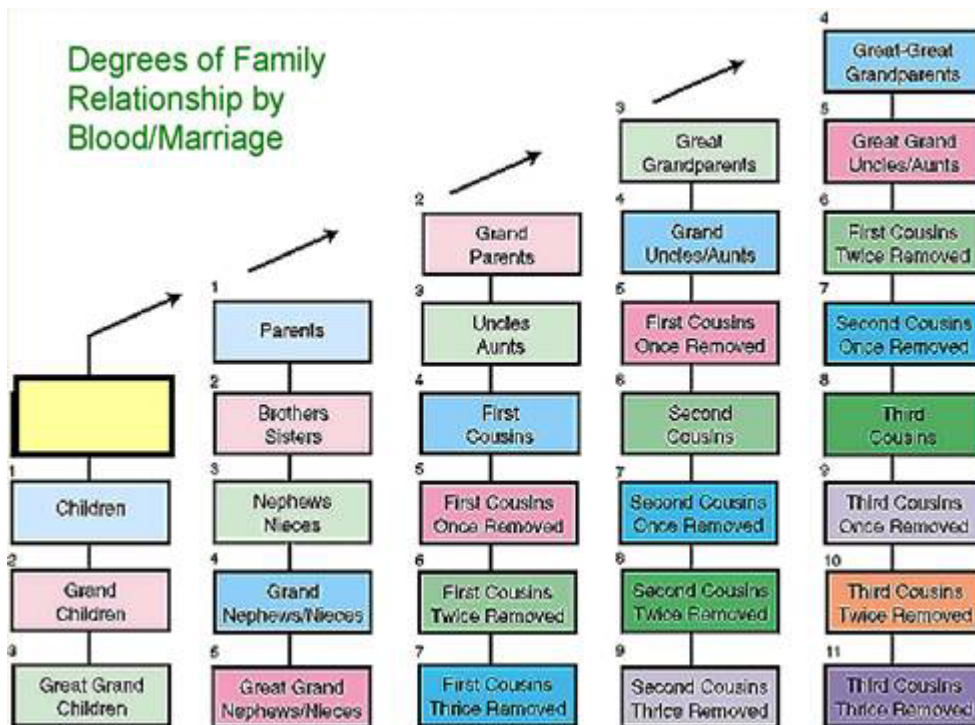 Degrees of Family
Relationship by
Blood/Marriage
1
Children
2
Grand
Children
3
Great Grand
Children
1
Parents
2
Brothers
Sisters
3
Nephews
Nieces
4
Grand
Nephews/Nieces
5
Great Grand
Nephews/Nieces
2
Grand
Parents
3
Uncles
Aunts
4
First
Cousins
5
First Cousins
Once Removed
6
First Cousins
Twice Removed
7
First Cousins
Thrice Removed
3
Great
Grandparents
4
Grand
Uncles/Aunts
5
First Cousins
Once Removed
6
Second
Cousins
7
Second Cousins
Once Removed
8
Second Cousins
Twice Removed
9
Second Cousins
Thrice Removed
4
Great-Great
Grandparents
5
Great Grand
Uncles/Aunts
6
First Cousins
Twice Removed
7
Second Cousins
Once Removed
8
Third
Cousins
9
Third Cousins
Once Removed
10
Third Cousins
Twice Removed
11
Third Cousins
Thrice Removed